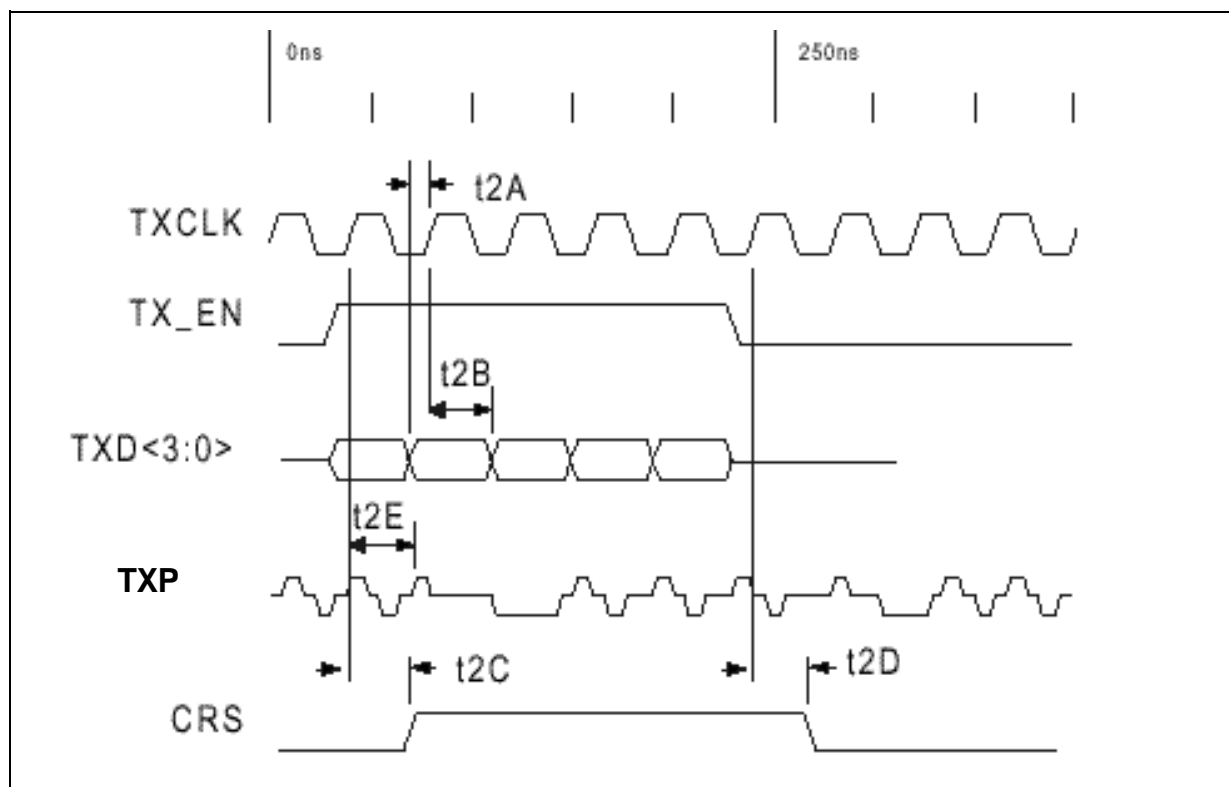 0ns
250ns
t2A
TXCLK
TX_EN
t2B
TXD<3:0>
t2E
TXP
t2C
t2D
CRS